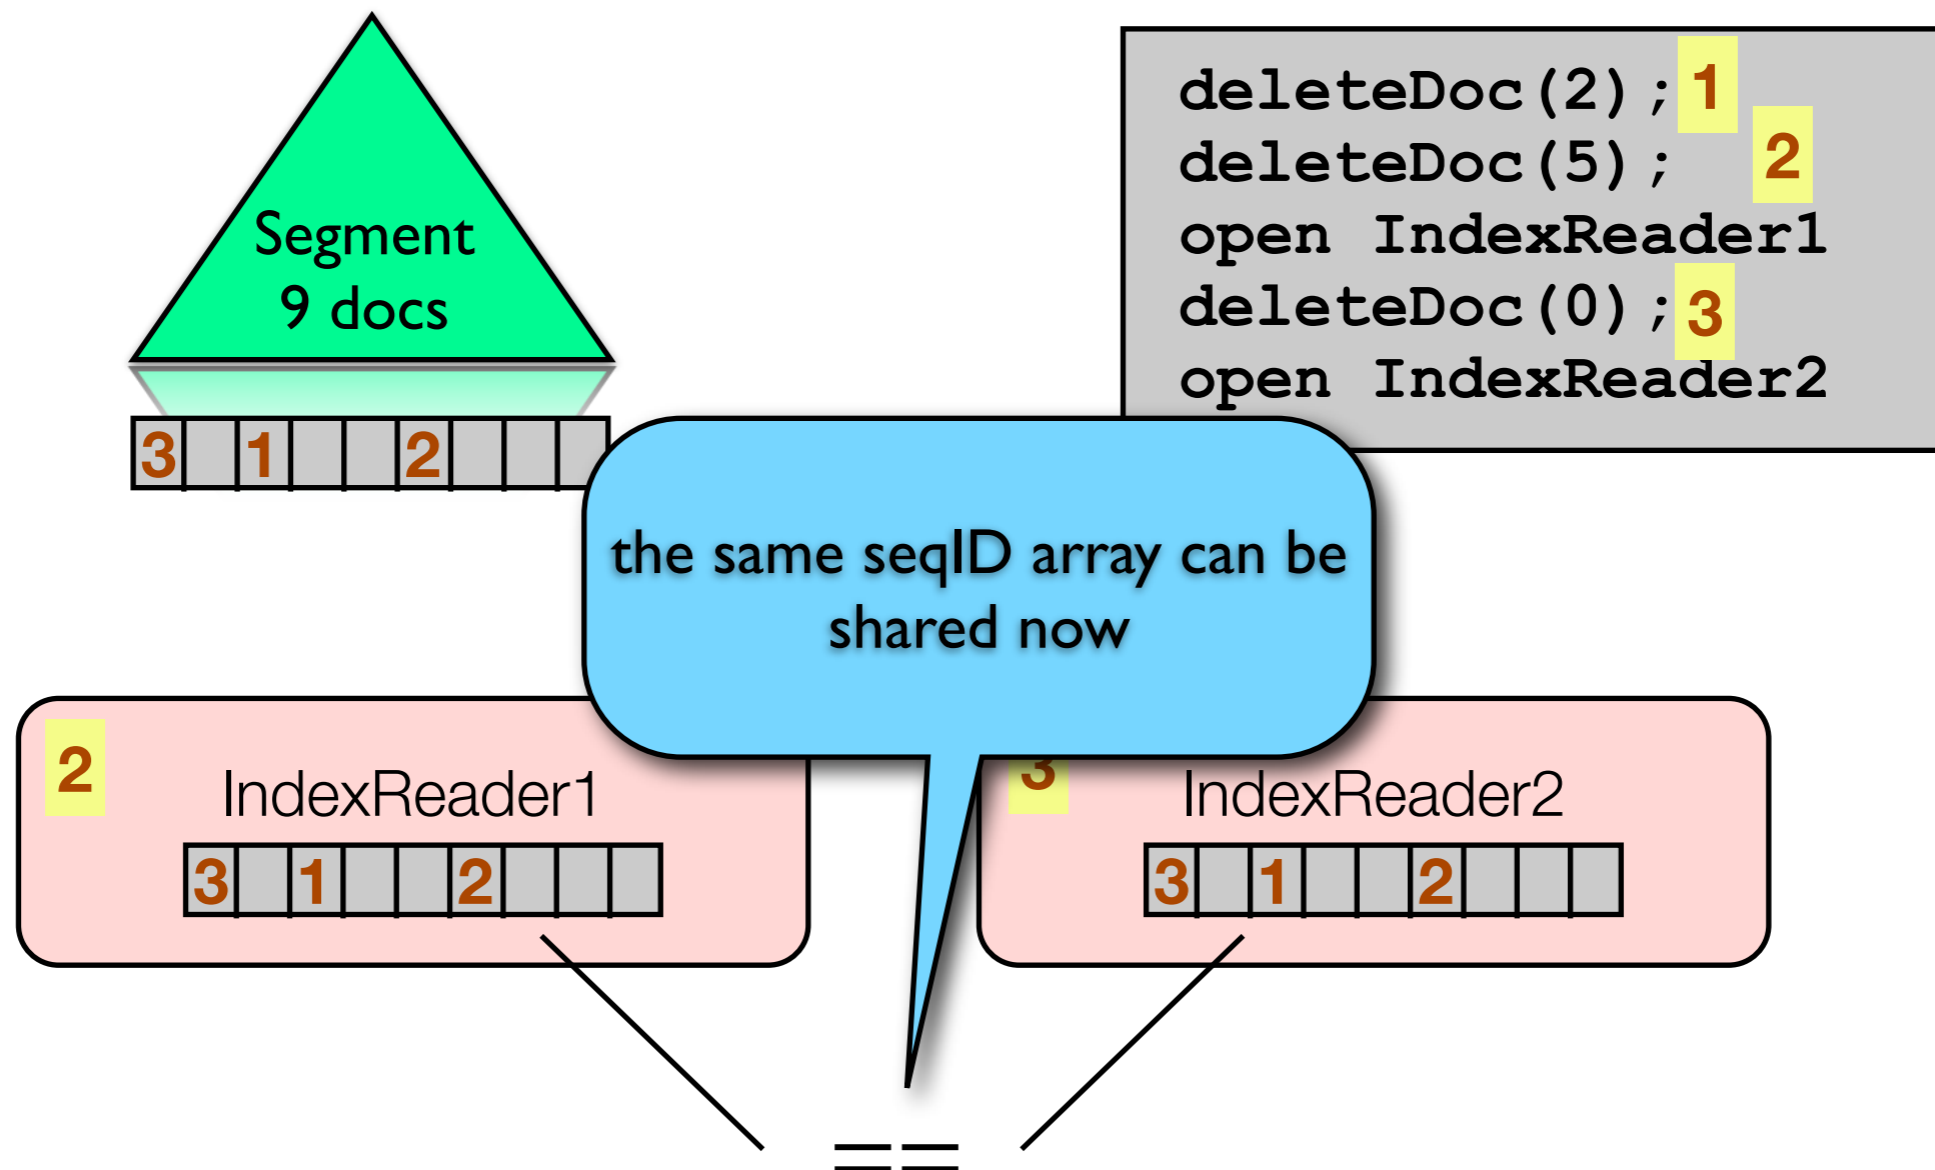 Segment
9 docs
3 1 2
deleteDoc(2); 1
deleteDoc(5); 2
open IndexReader1
deleteDoc(0); 3
open IndexReader2
the same seqID array can be
shared now
2
IndexReader1
3 1 2
3
IndexReader2
3 1 2
==